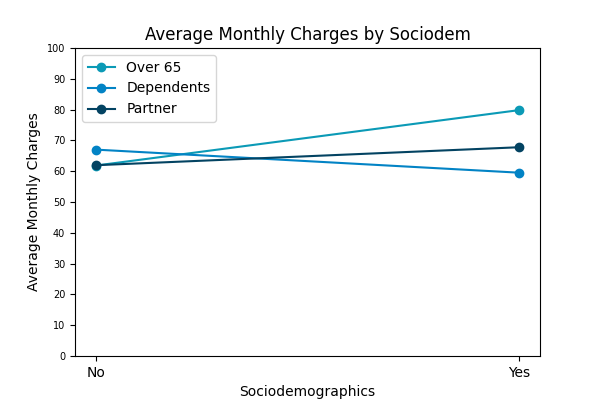 Average Monthly Charges by Sociodem
Over 65
Dependents
Partner
Average Monthly Charges
100
90
80
70
60
50
40
30
20
10
0
No
Yes
Sociodemographics